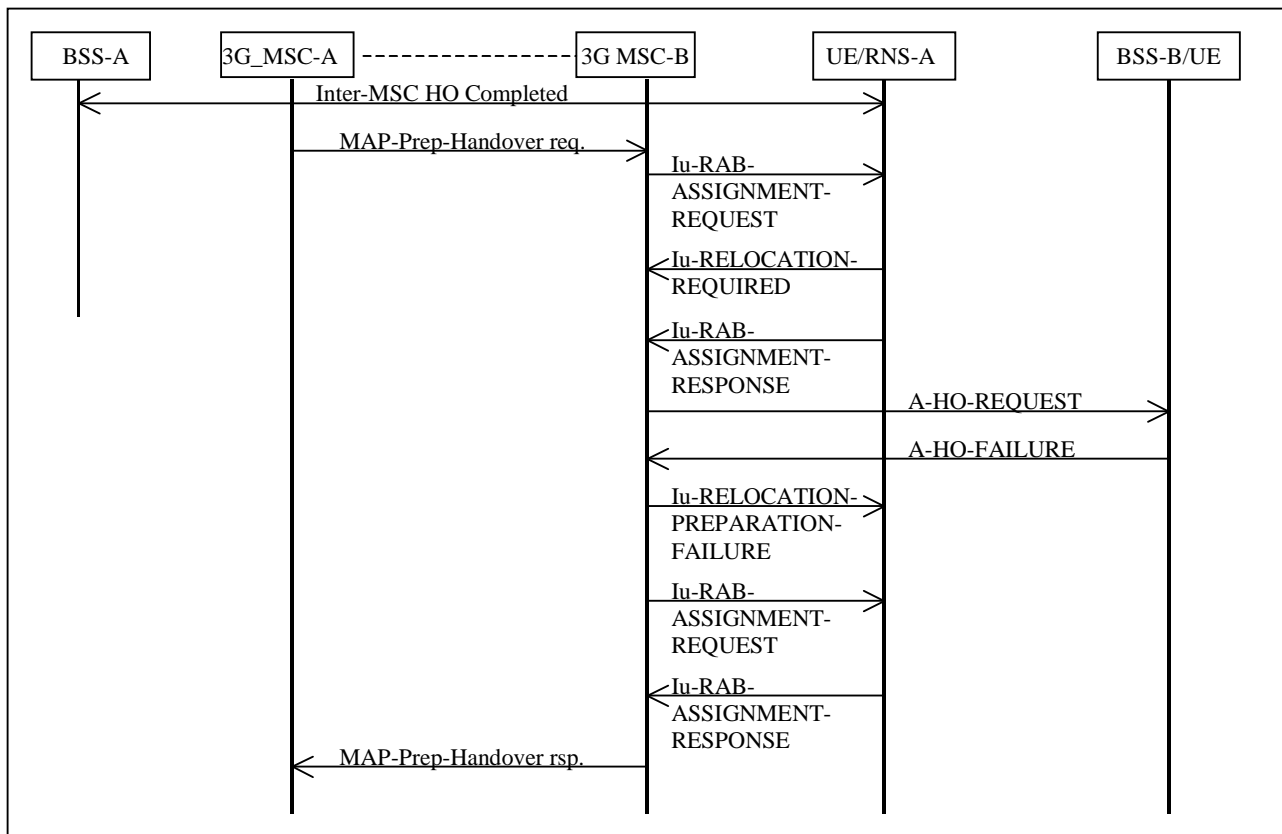 BSS-A
3G_MSC-A
3G MSC-B
UE/RNS-A
BSS-B/UE
Inter-MSC HO Completed
MAP-Prep-Handover req.
Iu-RAB-
ASSIGNMENT-
REQUEST
Iu-RELOCATION-
REQUIRED
Iu-RAB-
ASSIGNMENT-
RESPONSE
A-HO-REQUEST
A-HO-FAILURE
Iu-RELOCATION-
PREPARATION-
FAILURE
Iu-RAB-
ASSIGNMENT-
REQUEST
Iu-RAB-
ASSIGNMENT-
RESPONSE
MAP-Prep-Handover rsp.